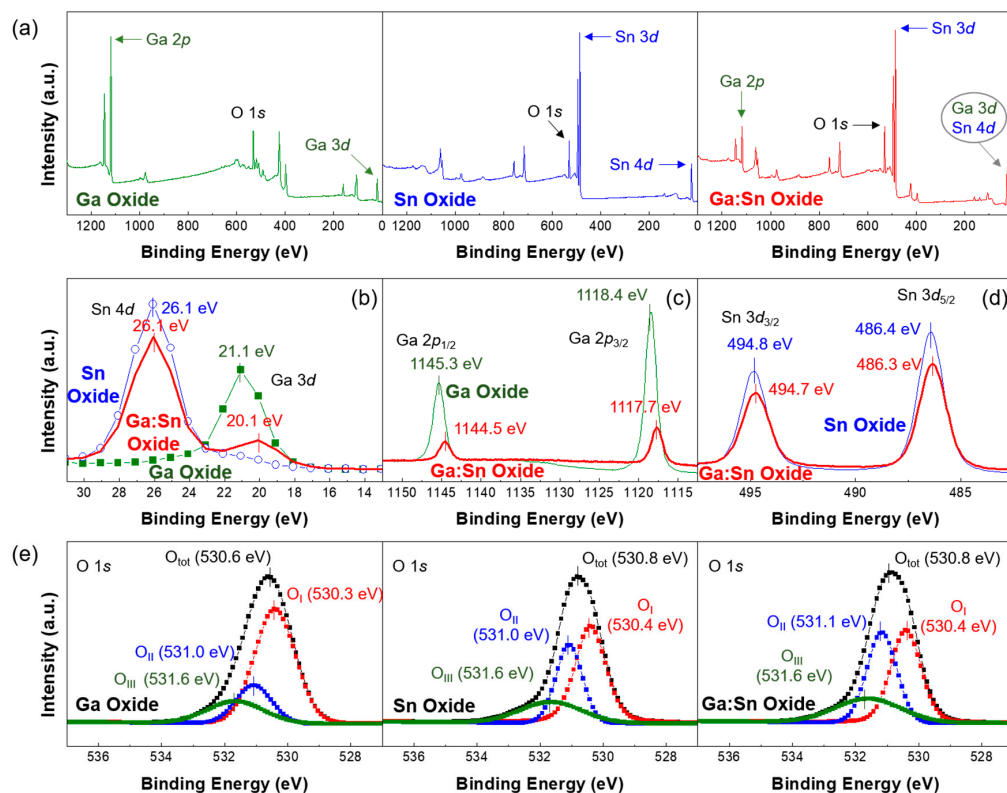 (a)
Intensity (a.u.)
Ga 2p
O 1s
Ga 3d
Ga Oxide
1200 1000 800 600 400 200 0
Binding Energy (eV)
Sn 3d
O 1s
Sn 4d
Sn Oxide
1200 1000 800 600 400 200 0
Binding Energy (eV)
Sn 3d
Ga 2p
O 1s
Ga 3d
Sn 4d
Ga:Sn Oxide
1200 1000 800 600 400 200 0
Binding Energy (eV)
(b)
Intensity (a.u.)
Sn 4d
26.1 eV
26.1 eV
21.1 eV
Sn
Oxide
Ga 3d
Ga:Sn
Oxide
20.1 eV
Ga Oxide
30 28 26 24 22 20 18 16 14
Binding Energy (eV)
(c)
1118.4 eV
Ga 2p1/2
Ga 2p3/2
1145.3 eV
Ga Oxide
1117.7 eV
1144.5 eV
Ga:Sn Oxide
1150 1145 1140 1128 1123 1118 1113
Binding Energy (eV)
(d)
Sn 3d5/2
Sn 3d3/2
486.4 eV
494.8 eV
486.3 eV
494.7 eV
Sn Oxide
Ga:Sn Oxide
495 490 485
Binding Energy (eV)
(e)
Intensity (a.u.)
O 1s
Otot (530.6 eV)
OI (530.3 eV)
OII (531.0 eV)
OIII (531.6 eV)
Ga Oxide
536 534 532 530 528
Binding Energy (eV)
O 1s
Otot (530.8 eV)
OII
(531.0 eV)
OI
(530.4 eV)
OIII (531.6 eV)
Sn Oxide
536 534 532 530 528
Binding Energy (eV)
O 1s
Otot (530.8 eV)
OII (531.1 eV)
OI
(530.4 eV)
OIII
(531.6 eV)
Ga:Sn Oxide
536 534 532 530 528
Binding Energy (eV)